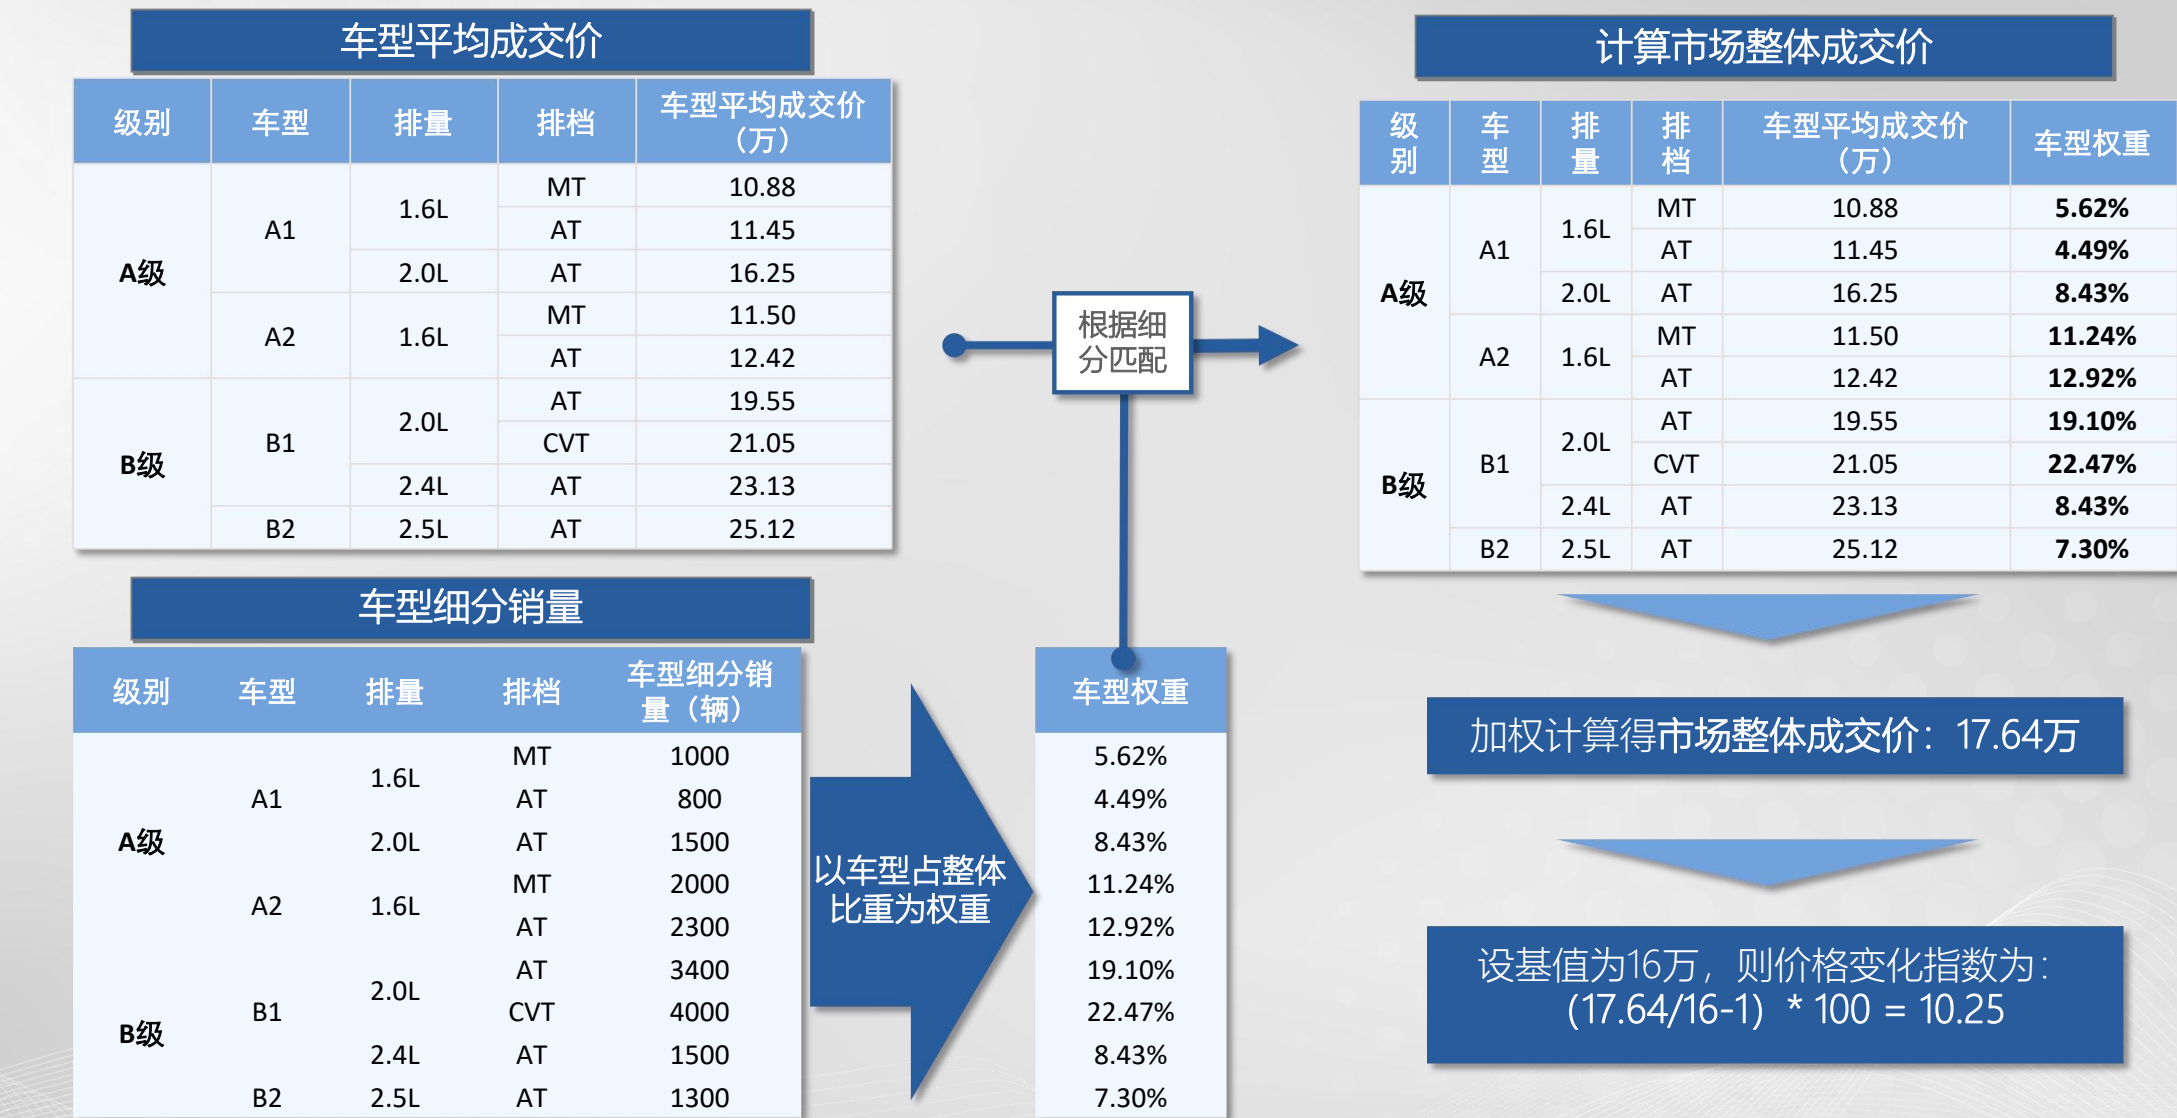 车型平均成交价
级别 车型 排量 排档 车型平均成交价
（万）
A级 A1 1.6L MT 10.88
AT 11.45
2.0L AT 16.25
A2 1.6L MT 11.50
AT 12.42
B级 B1 2.0L AT 19.55
CVT 21.05
2.4L AT 23.13
B2 2.5L AT 25.12
车型细分销量
级别 车型 排量 排档 车型细分销
量（辆）
A级 A1 1.6L MT 1000
AT 800
2.0L AT 1500
A2 1.6L MT 2000
AT 2300
B级 B1 2.0L AT 3400
CVT 4000
2.4L AT 1500
B2 2.5L AT 1300
以车型占整体
比重为权重
车型权重
5.62%
4.49%
8.43%
11.24%
12.92%
19.10%
22.47%
8.43%
7.30%
根据细
分匹配
计算市场整体成交价
级
别 车
型 排
量 排
档 车型平均成交价
（万） 车型权重
A级 A1 1.6L MT 10.88 5.62%
AT 11.45 4.49%
2.0L AT 16.25 8.43%
A2 1.6L MT 11.50 11.24%
AT 12.42 12.92%
B级 B1 2.0L AT 19.55 19.10%
CVT 21.05 22.47%
2.4L AT 23.13 8.43%
B2 2.5L AT 25.12 7.30%
加权计算得市场整体成交价：17.64万
设基值为16万，则价格变化指数为：
(17.64/16-1) * 100 = 10.25